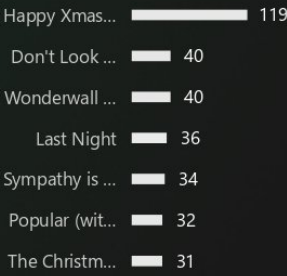 Happy Xmas... 119
Don't Look ... 40
Wonderwall ... 40
Last Night 36
Sympathy is ... 34
Popular (wit... 32
The Christm... 31